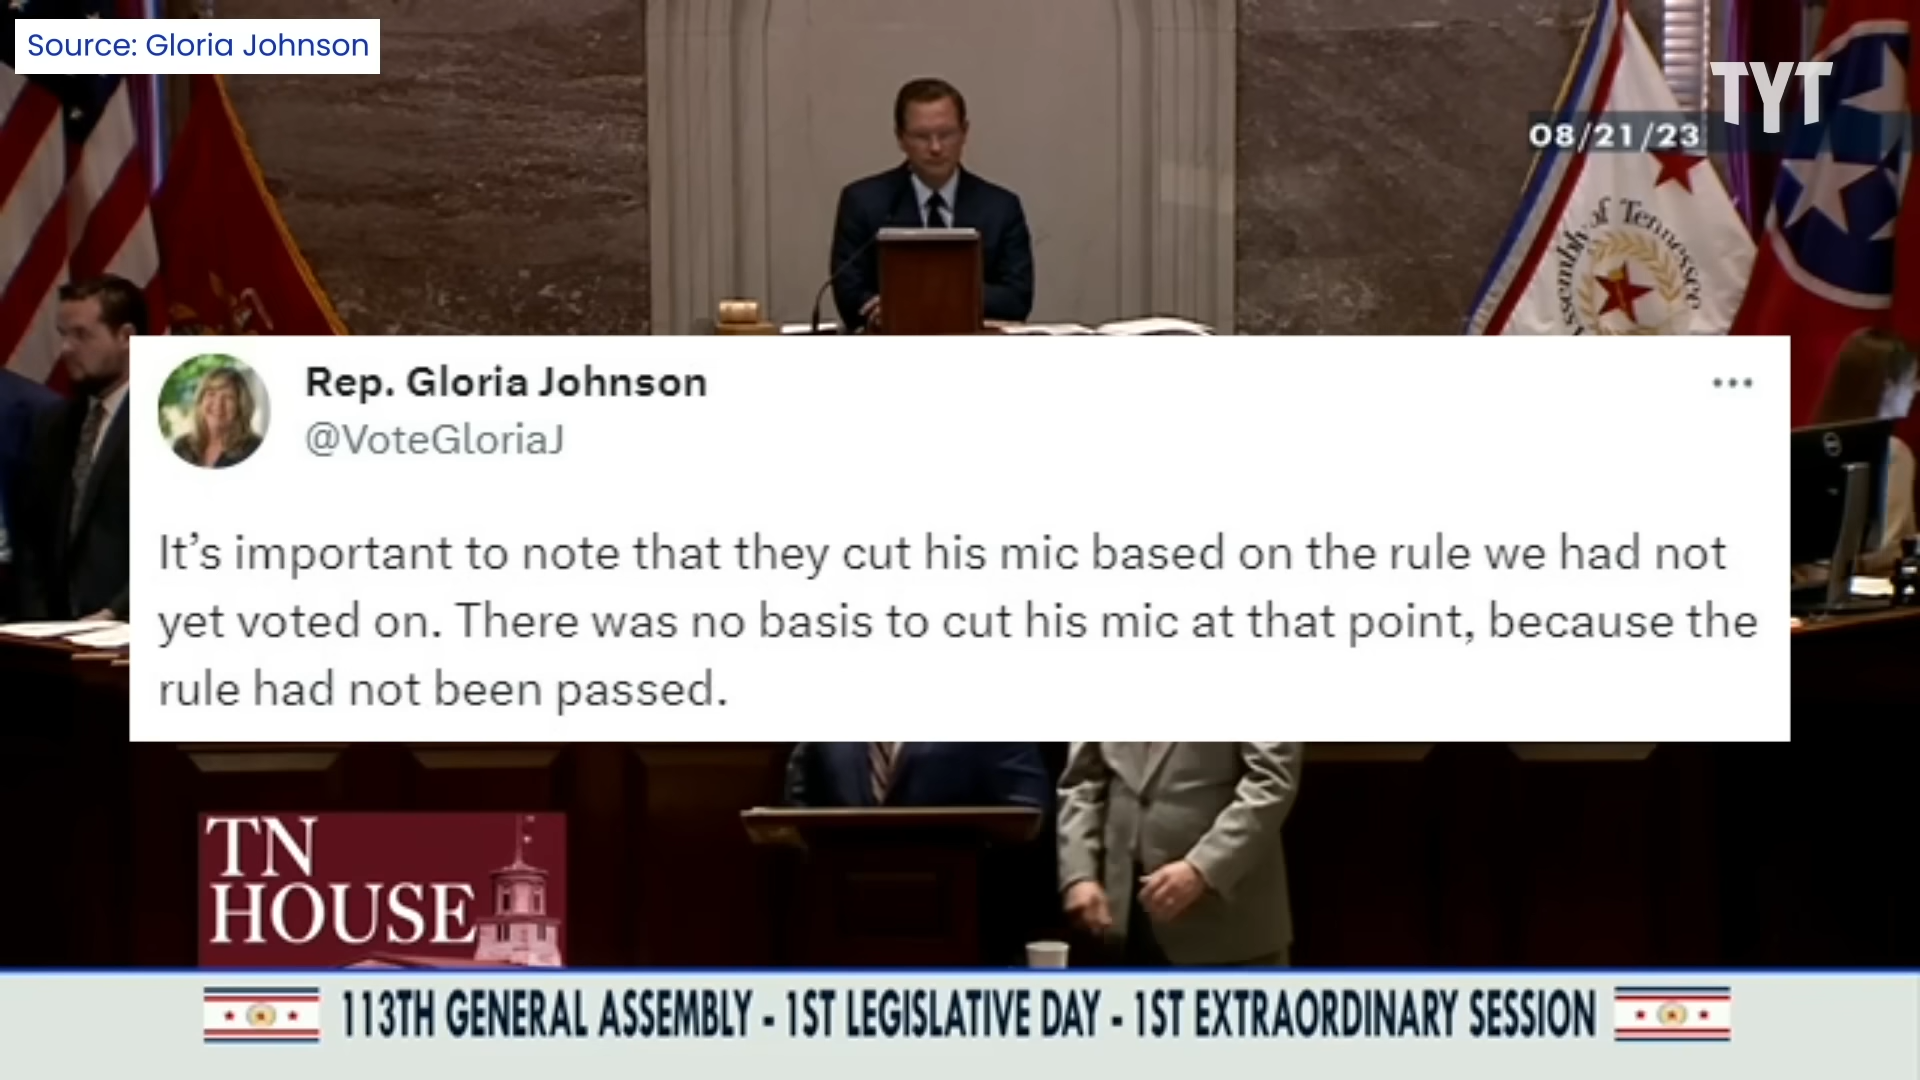 Source: Gloria Johnson
TYT
08/21/23
Assembly of Tennessee
Rep. Gloria Johnson
@VoteGloriaJ
It’s important to note that they cut his mic based on the rule we had not
yet voted on. There was no basis to cut his mic at that point, because the
rule had not been passed.
TN
HOUSE
113TH GENERAL ASSEMBLY - 1ST LEGISLATIVE DAY - 1ST EXTRAORDINARY SESSION